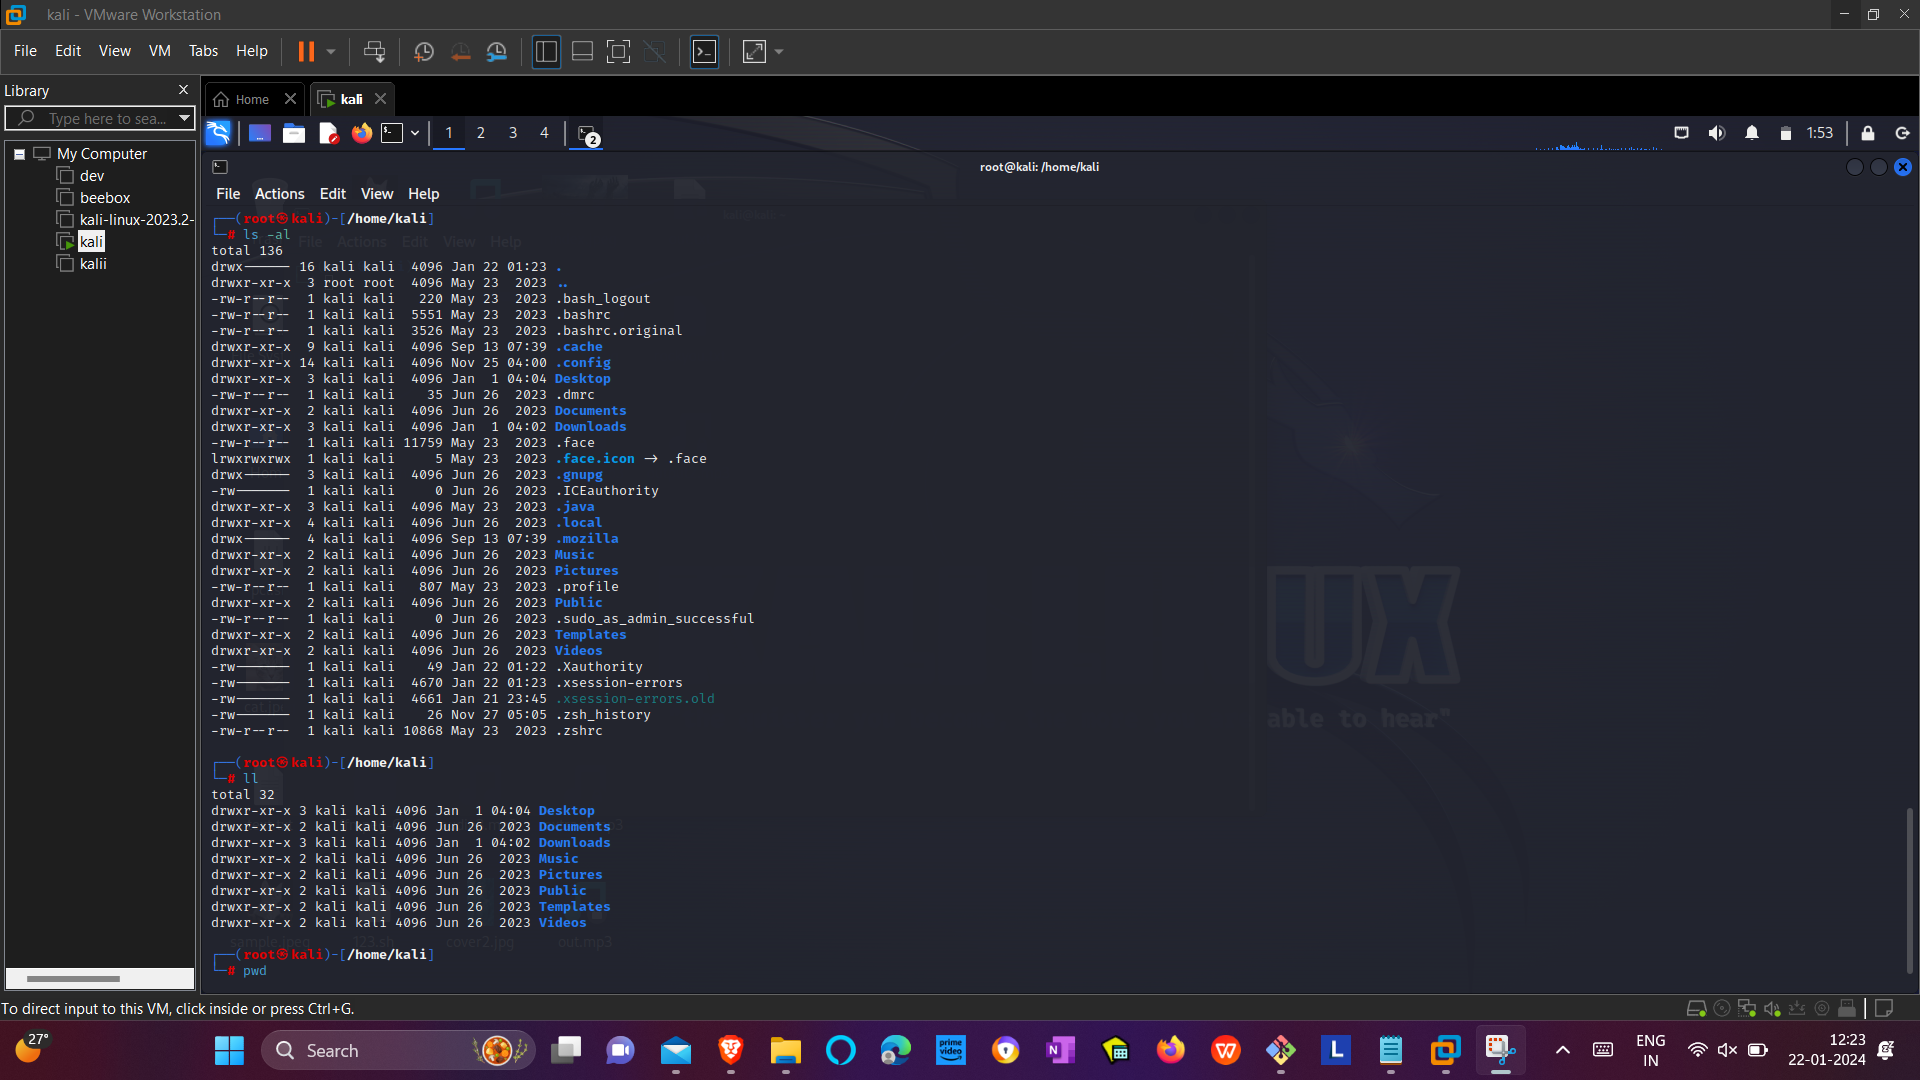 kali - VMware Workstation
File Edit View VM Tabs Help
Library
Type here to sea...
My Computer
dev
beebox
kali-linux-2023.2-
kali
kalii
Home
kali
1 2 3 4 2
1:53
root@kali: /home/kali
File Actions Edit View Help
┌──(root㉿kali)-[/home/kali]
└─# ls -al
total 136
drwx------ 16 kali kali  4096 Jan 22 01:23 .
drwxr-xr-x  3 root root  4096 May 23  2023 ..
-rw-r--r--  1 kali kali   220 May 23  2023 .bash_logout
-rw-r--r--  1 kali kali  5551 May 23  2023 .bashrc
-rw-r--r--  1 kali kali  3526 May 23  2023 .bashrc.original
drwxr-xr-x  9 kali kali  4096 Sep 13 07:39 .cache
drwxr-xr-x 14 kali kali  4096 Nov 25 04:00 .config
drwxr-xr-x  3 kali kali  4096 Jan  1 04:04 Desktop
-rw-r--r--  1 kali kali    35 Jun 26  2023 .dmrc
drwxr-xr-x  2 kali kali  4096 Jun 26  2023 Documents
drwxr-xr-x  3 kali kali  4096 Jan  1 04:02 Downloads
-rw-r--r--  1 kali kali 11759 May 23  2023 .face
lrwxrwxrwx  1 kali kali     5 May 23  2023 .face.icon -> .face
drwx------  3 kali kali  4096 Jun 26  2023 .gnupg
-rw-------  1 kali kali     0 Jun 26  2023 .ICEauthority
drwxr-xr-x  3 kali kali  4096 May 23  2023 .java
drwxr-xr-x  4 kali kali  4096 Jun 26  2023 .local
drwx------  4 kali kali  4096 Sep 13 07:39 .mozilla
drwxr-xr-x  2 kali kali  4096 Jun 26  2023 Music
drwxr-xr-x  2 kali kali  4096 Jun 26  2023 Pictures
-rw-r--r--  1 kali kali   807 May 23  2023 .profile
drwxr-xr-x  2 kali kali  4096 Jun 26  2023 Public
-rw-r--r--  1 kali kali     0 Jun 26  2023 .sudo_as_admin_successful
drwxr-xr-x  2 kali kali  4096 Jun 26  2023 Templates
drwxr-xr-x  2 kali kali  4096 Jun 26  2023 Videos
-rw-------  1 kali kali    49 Jan 22 01:22 .Xauthority
-rw-------  1 kali kali  4670 Jan 22 01:23 .xsession-errors
-rw-------  1 kali kali  4661 Jan 21 23:45 .xsession-errors.old
-rw-------  1 kali kali    26 Nov 27 05:05 .zsh_history
-rw-r--r--  1 kali kali 10868 May 23  2023 .zshrc
UX
able to hear"
┌──(root㉿kali)-[/home/kali]
└─# ll
total 32
drwxr-xr-x 3 kali kali 4096 Jan  1 04:04 Desktop
drwxr-xr-x 2 kali kali 4096 Jun 26  2023 Documents
drwxr-xr-x 3 kali kali 4096 Jan  1 04:02 Downloads
drwxr-xr-x 2 kali kali 4096 Jun 26  2023 Music
drwxr-xr-x 2 kali kali 4096 Jun 26  2023 Pictures
drwxr-xr-x 2 kali kali 4096 Jun 26  2023 Public
drwxr-xr-x 2 kali kali 4096 Jun 26  2023 Templates
drwxr-xr-x 2 kali kali 4096 Jun 26  2023 Videos
sample.jpeg 123.sh cover2.jpg out.mp3
┌──(root㉿kali)-[/home/kali]
└─# pwd
To direct input to this VM, click inside or press Ctrl+G.
27°
Search
prime video
ENG
IN
12:23
22-01-2024